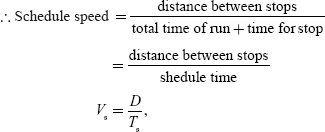 ∴ Schedule speed = distance between stops / total time of run + time for stop
= distance between stops / shedule time
V_s = D / T_s,